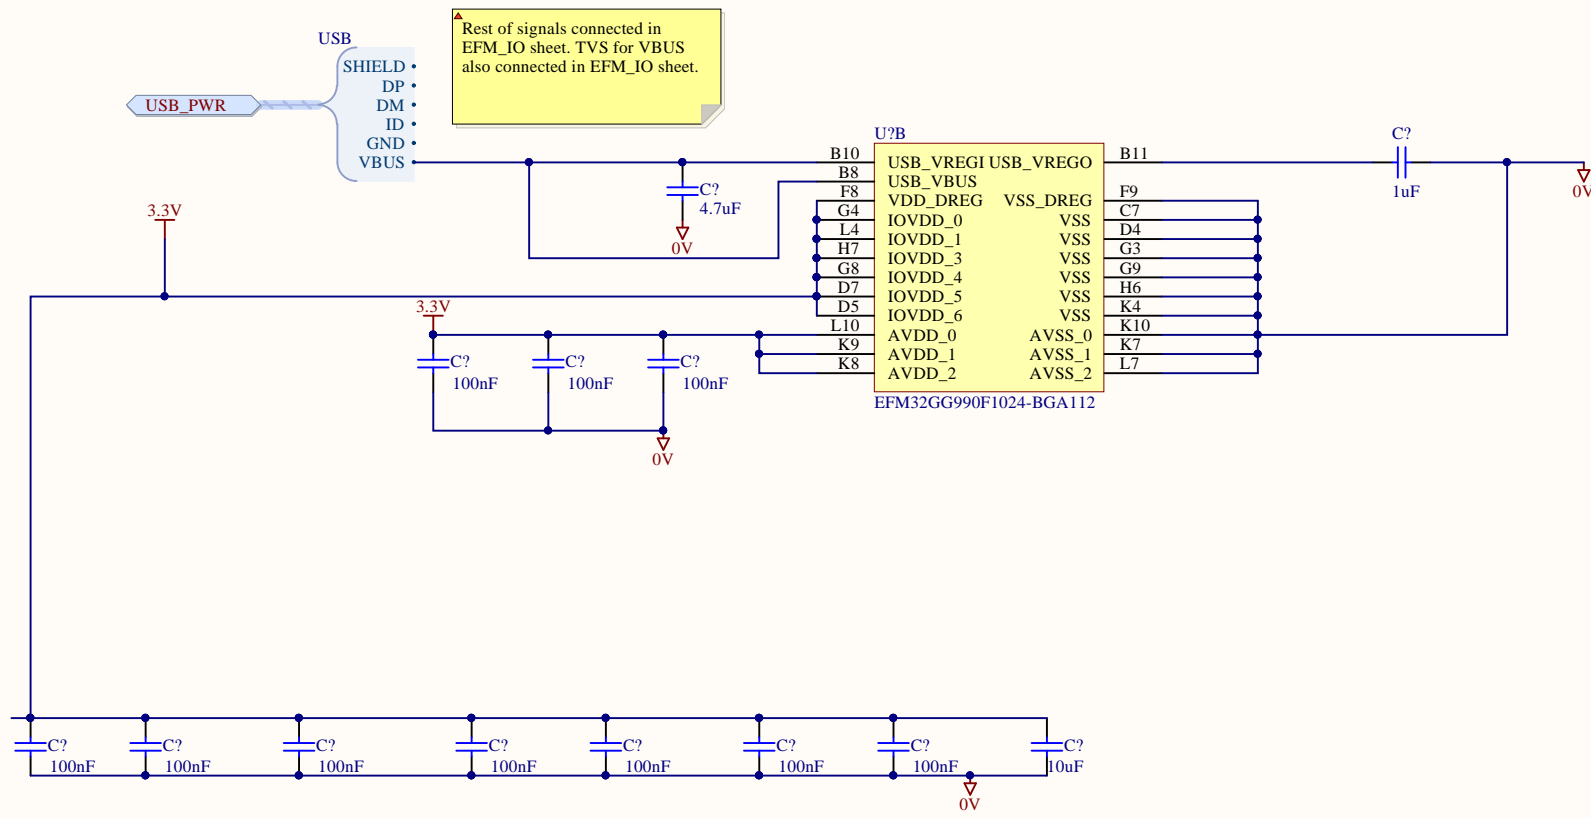 Rest of signals connected in
EFM_IO sheet. TVS for VBUS
also connected in EFM_IO sheet.
USB
SHIELD
DP
DM
ID
GND
VBUS
USB_PWR
3.3V
C?
4.7uF
0V
U?B
B10 USB_VREGI USB_VREGO B11
B8 USB_VBUS
F8 VDD_DREG VSS_DREG F9
G4 IOVDD_0 VSS C7
L4 IOVDD_1 VSS D4
H7 IOVDD_3 VSS G3
G8 IOVDD_4 VSS G9
D7 IOVDD_5 VSS H6
D5 IOVDD_6 VSS K4
L10 AVDD_0 AVSS_0 K10
K9 AVDD_1 AVSS_1 K7
K8 AVDD_2 AVSS_2 L7
EFM32GG990F1024-BGA112
C?
1uF
0V
3.3V
C? C? C?
100nF 100nF 100nF
0V
C? C? C? C? C? C? C? C?
100nF 100nF 100nF 100nF 100nF 100nF 100nF 10uF
0V